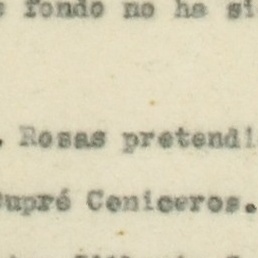 fondo no ha si
. Rosas pretendi
Dupré Ceniceros.